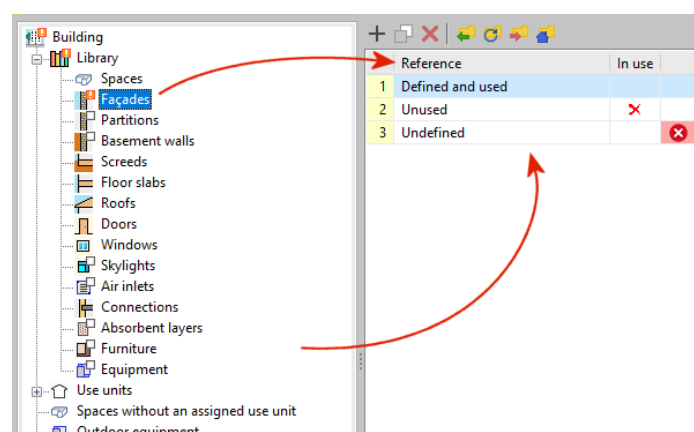 Building
Library
Spaces
Façades
Partitions
Basement walls
Screeds
Floor slabs
Roofs
Doors
Windows
Skylights
Air inlets
Connections
Absorbent layers
Furniture
Equipment
Use units
Spaces without an assigned use unit
Outdoor equipment
Reference In use
1 Defined and used
2 Unused
3 Undefined